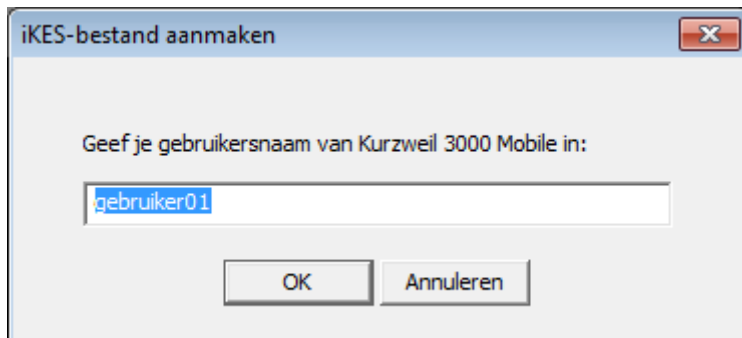 iKES-bestand aanmaken
Geef je gebruikersnaam van Kurzweil 3000 Mobile in:
gebruiker01
OK Annuleren